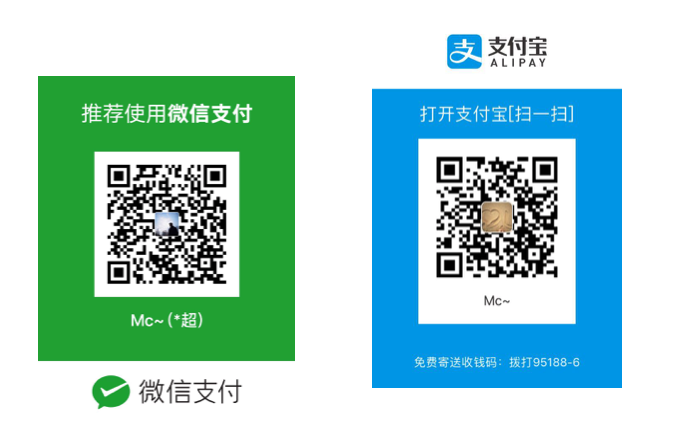 推荐使用微信支付
Mc~(*超)
微信支付
支付宝
ALIPAY
打开支付宝[扫一扫]
Mc~
免费寄送收钱码：拨打95188-6